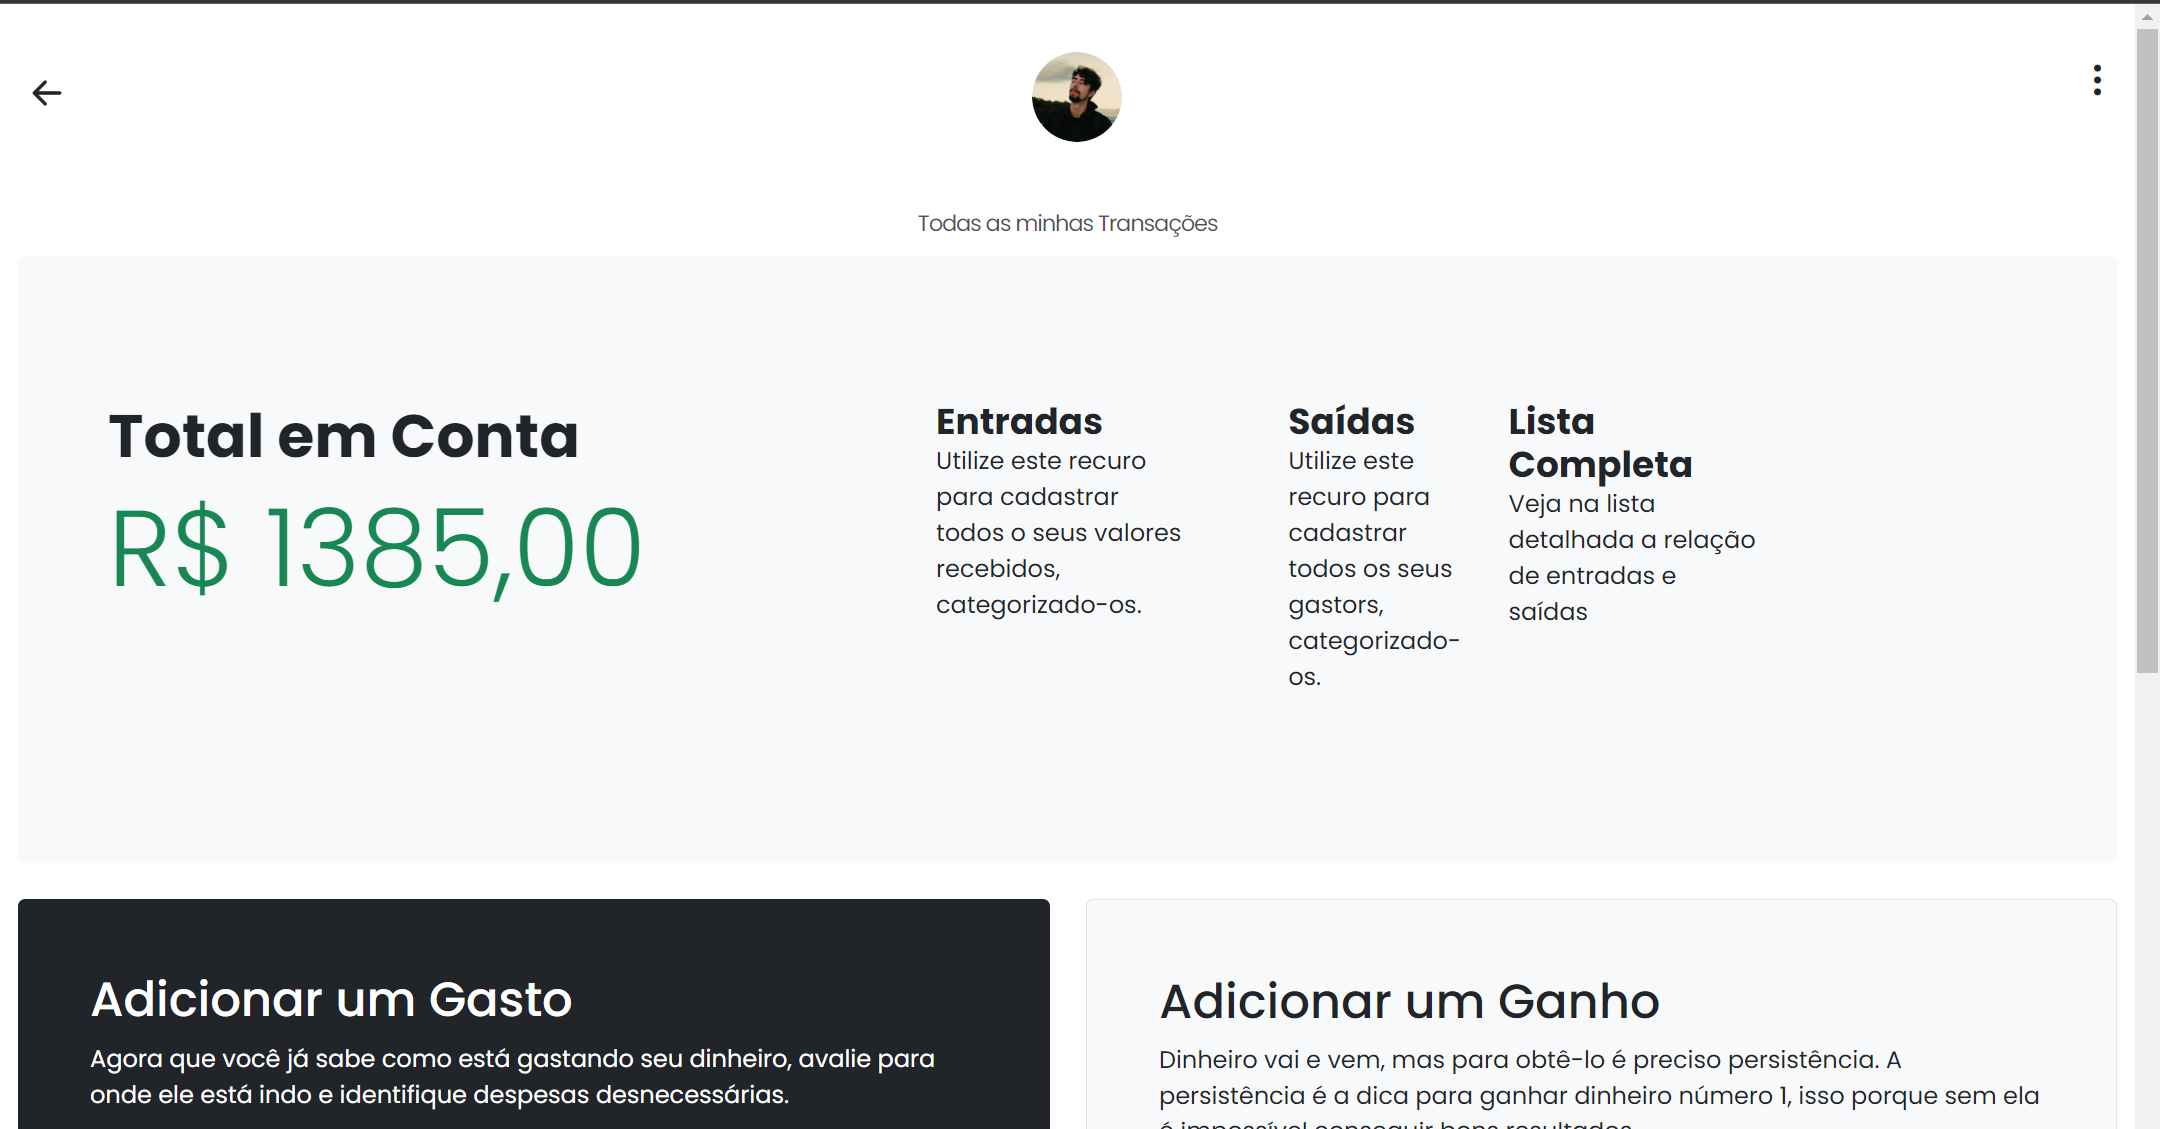 Todas as minhas Transações
Total em Conta
R$ 1385,00
Entradas
Utilize este recuro
para cadastrar
todos o seus valores
recebidos,
categorizado-os.
Saídas
Utilize este
recuro para
cadastrar
todos os seus
gastors,
categorizado-
os.
Lista
Completa
Veja na lista
detalhada a relação
de entradas e
saídas
Adicionar um Gasto
Agora que você já sabe como está gastando seu dinheiro, avalie para
onde ele está indo e identifique despesas desnecessárias.
Adicionar um Ganho
Dinheiro vai e vem, mas para obtê-lo é preciso persistência. A
persistência é a dica para ganhar dinheiro número 1, isso porque sem ela
é impossível conseguir bons resultados